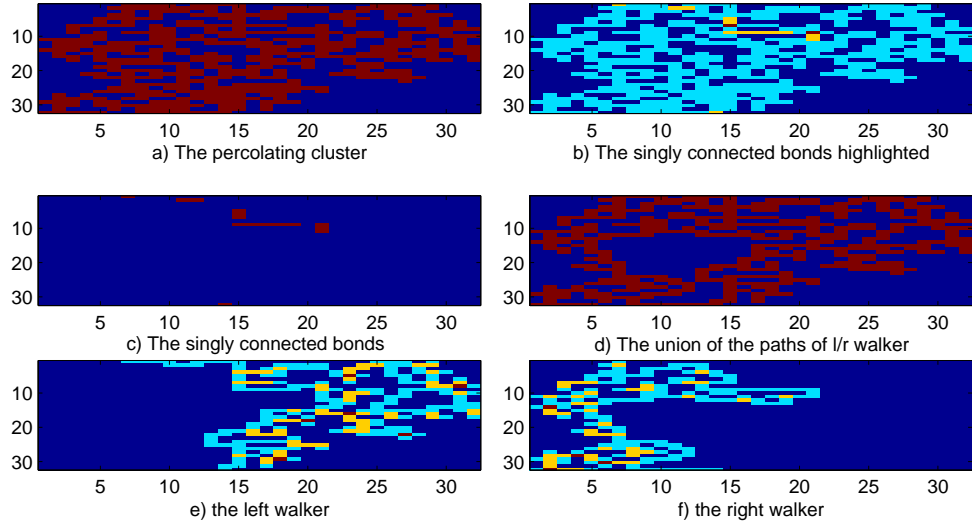 10
20
30
5 10 15 20 25 30
a) The percolating cluster
10
20
30
5 10 15 20 25 30
b) The singly connected bonds highlighted
10
20
30
5 10 15 20 25 30
c) The singly connected bonds
10
20
30
5 10 15 20 25 30
d) The union of the paths of l/r walker
10
20
30
5 10 15 20 25 30
e) the left walker
10
20
30
5 10 15 20 25 30
f) the right walker